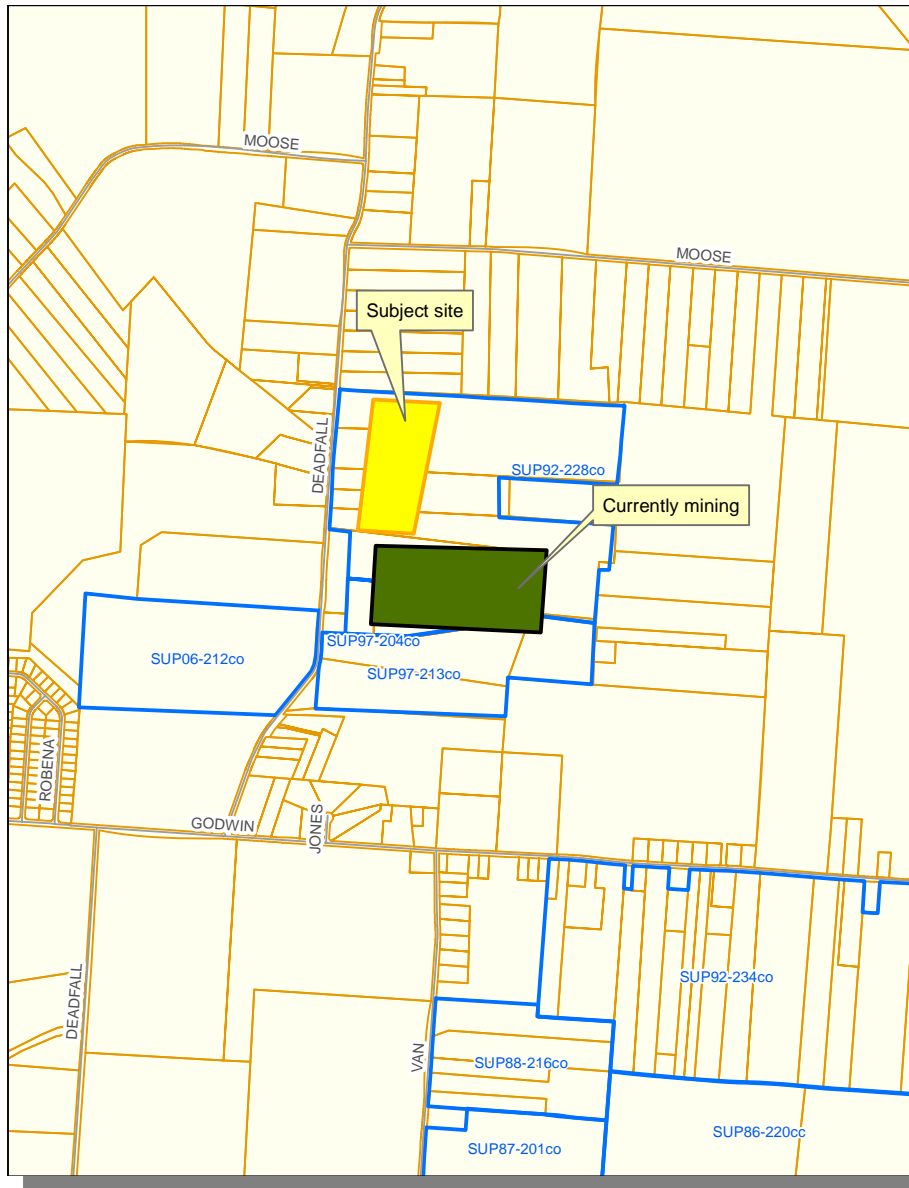 MOOSE
MOOSE
Subject site
DEADFALL
SUP92-228co
Currently mining
SUP97-204co
SUP06-212co
SUP97-213co
ROBENA
GODWIN
JONES
DEADFALL
SUP92-234co
VAN
SUP88-216co
SUP86-220cc
SUP87-201co